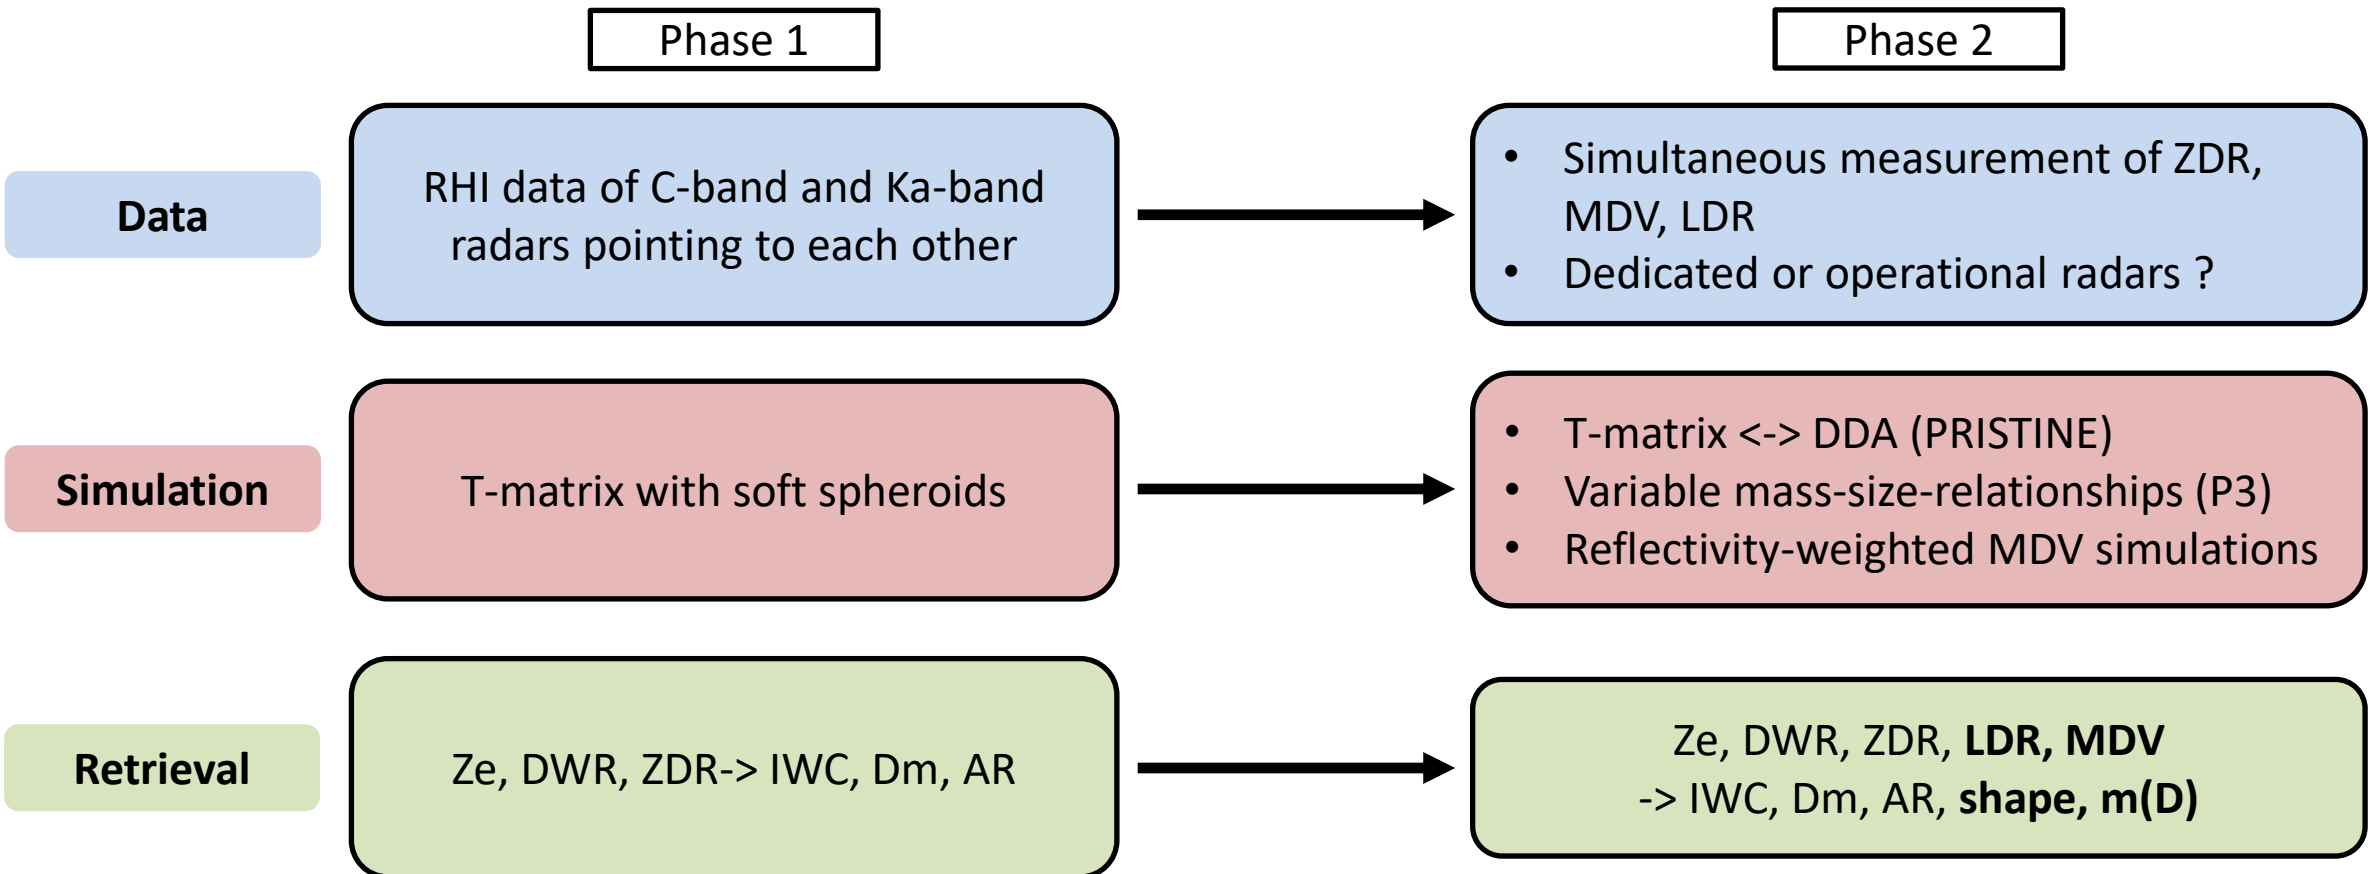 Phase 1
Phase 2
Data
RHI data of C-band and Ka-band
radars pointing to each other
• Simultaneous measurement of ZDR,
MDV, LDR
• Dedicated or operational radars ?
Simulation
T-matrix with soft spheroids
• T-matrix <-> DDA (PRISTINE)
• Variable mass-size-relationships (P3)
• Reflectivity-weighted MDV simulations
Retrieval
Ze, DWR, ZDR-> IWC, Dm, AR
Ze, DWR, ZDR, LDR, MDV
-> IWC, Dm, AR, shape, m(D)